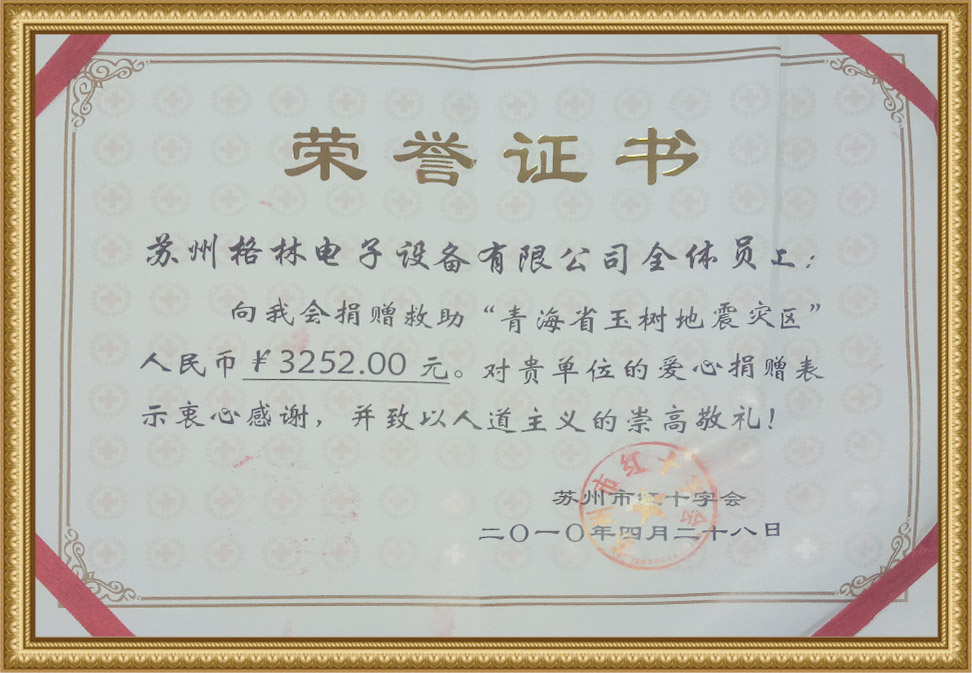 荣誉证书
苏州格林电子设备有限公司全体员工：
向我会捐赠救助“青海省玉树地震灾区”
人民币￥3252.00元。对贵单位的爱心捐赠表
示衷心感谢，并致以人道主义的崇高敬礼！
苏州市红十字会
二〇一〇年四月二十八日